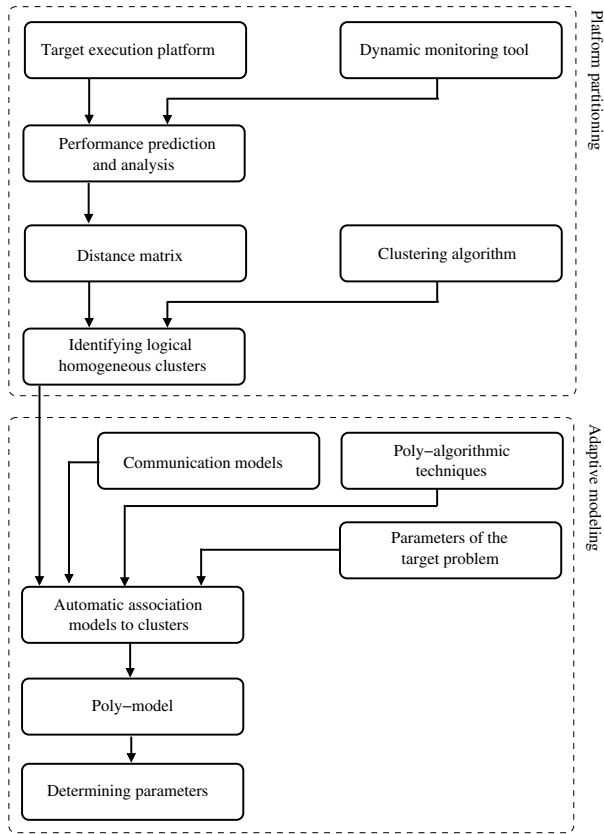 Target execution platform
Dynamic monitoring tool
Performance prediction
and analysis
Distance matrix
Clustering algorithm
Identifying logical
homogeneous clusters
Platform partitioning
Communication models
Poly−algorithmic
techniques
Parameters of the
target problem
Automatic association
models to clusters
Poly−model
Determining parameters
Adaptive modeling